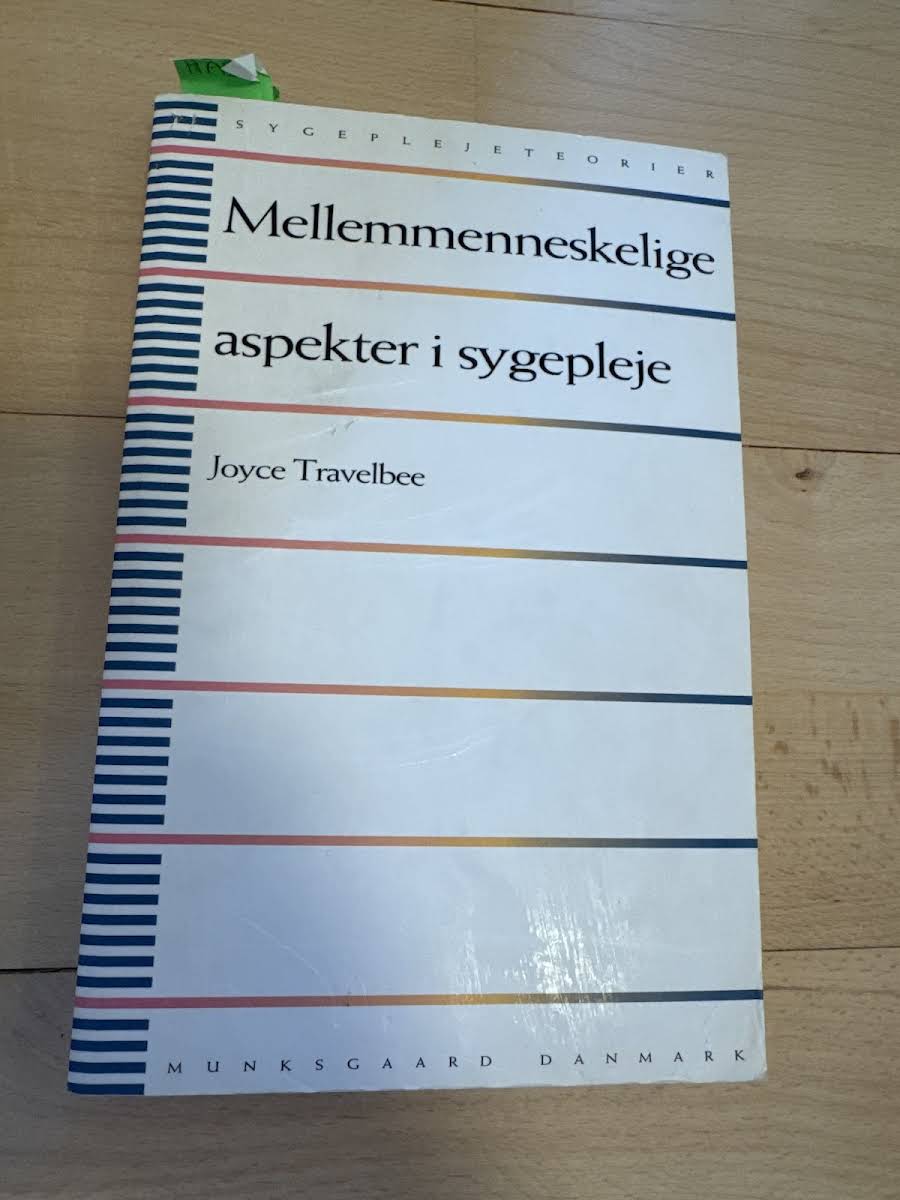 SYGEPLEJETEORIER
Mellemmenneskelige
aspekter i sygepleje
Joyce Travelbee
MUNKSGAARD DANMARK